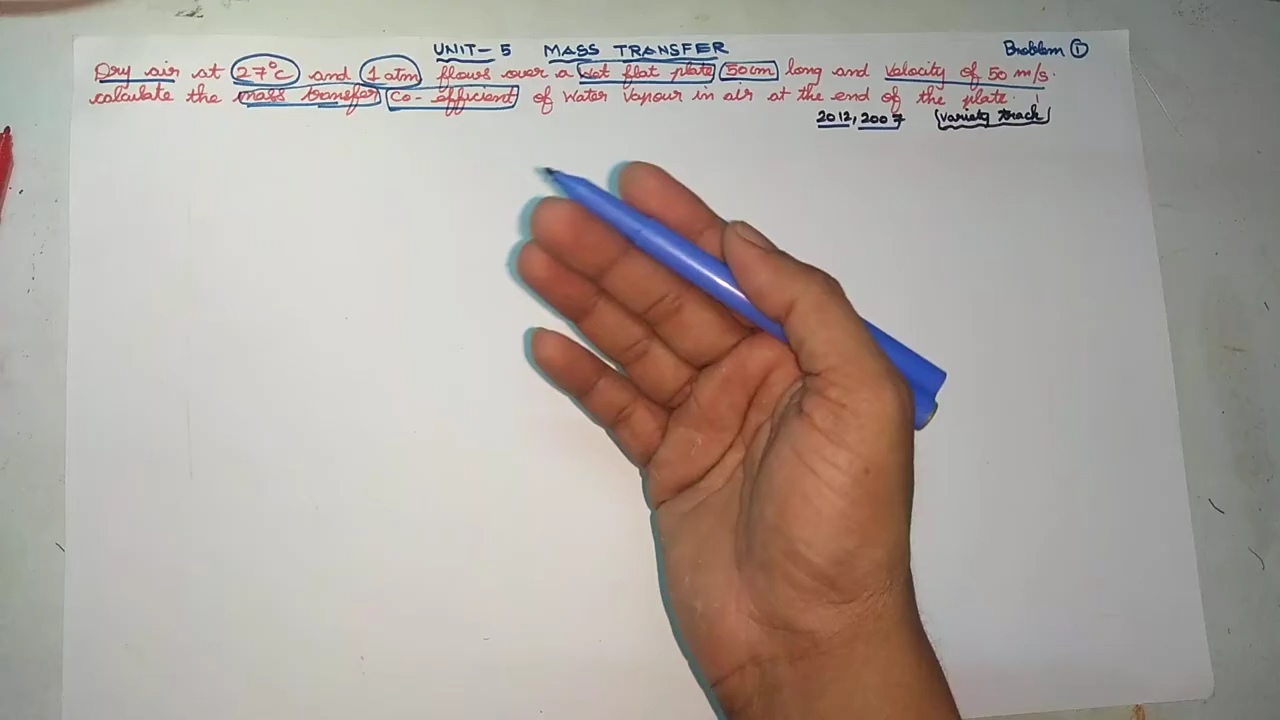 UNIT-5 MASS TRANSFER
Problem ①
Dry air at 27°C and 1 atm flows over a wet flat plate 50cm long and velocity of 50 m/s.
calculate the mass transfer co-efficient of water vapour in air at the end of the plate.
2012, 2007 Variety track